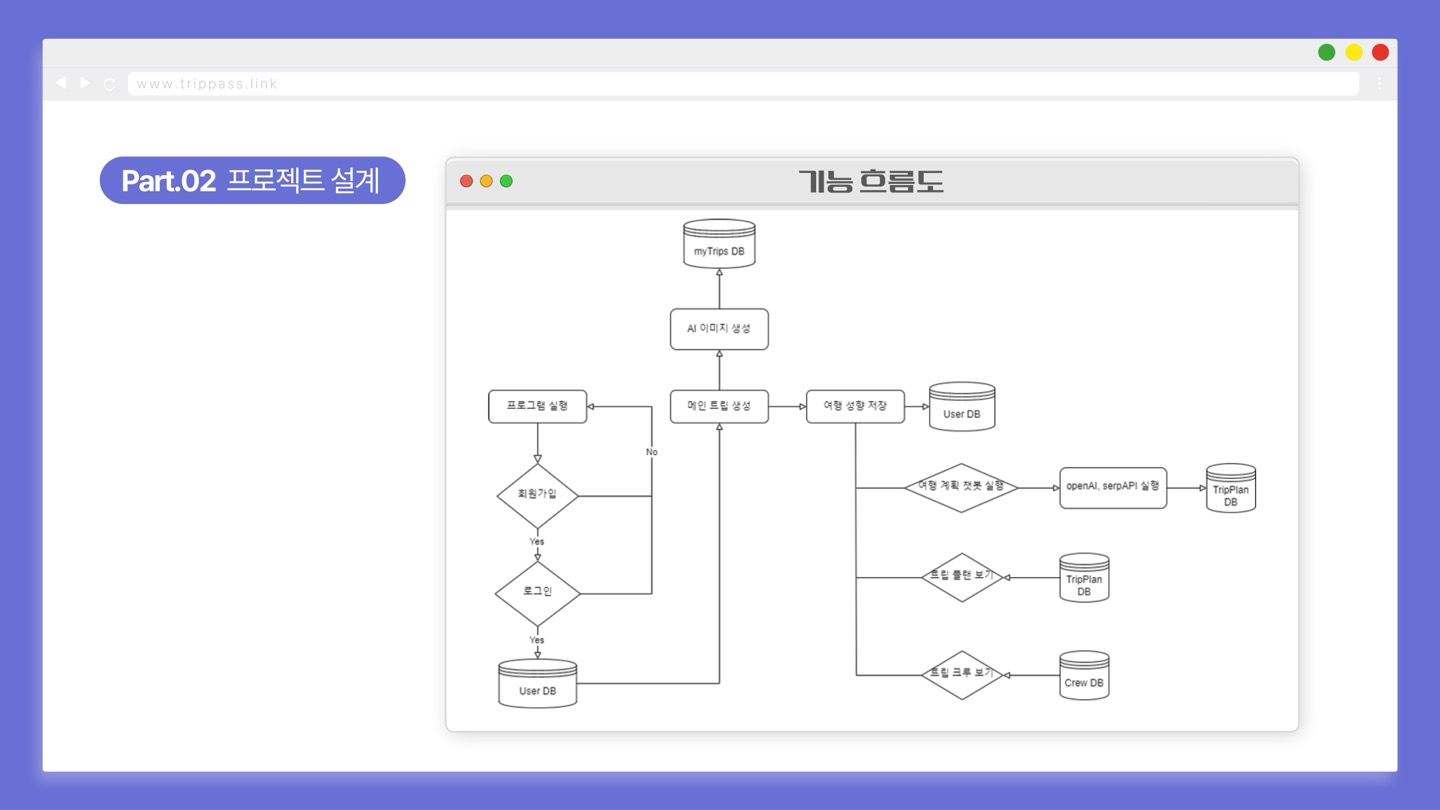 www.trippass.link
Part.02 프로젝트 설계
기능 흐름도
myTrips DB
AI 이미지 생성
프로그램 실행
메인 트립 생성
여행 성향 저장
User DB
No
회원가입
여행 계획 챗봇 실행
openAI, serpAPI 실행
TripPlan
DB
Yes
로그인
트립 플랜 보기
TripPlan
DB
Yes
User DB
트립 크루 보기
Crew DB